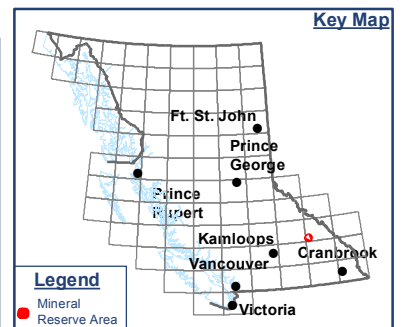 Key Map
Ft. St. John
Prince
George
Prince
Rupert
Kamloops
Cranbrook
Vancouver
Victoria
Legend
Mineral
Reserve Area